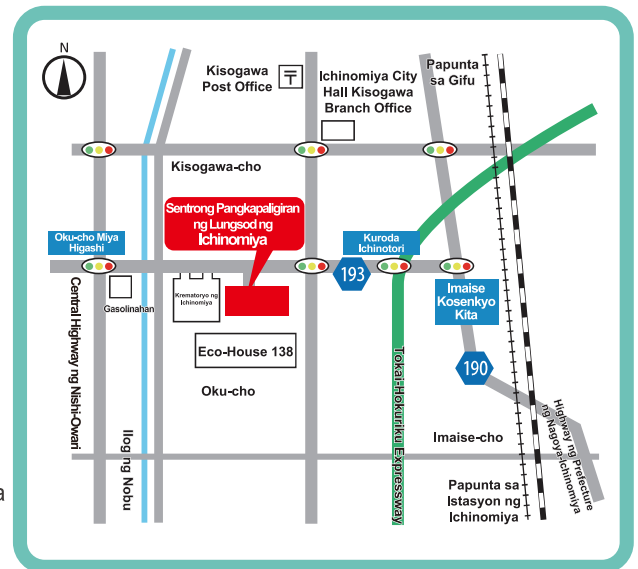 N
Kisogawa
Post Office
〒
Ichinomiya City
Hall Kisogawa
Branch Office
Papunta
sa Gifu
Kisogawa-cho
Sentrong Pangkapaligiran
ng Lungsod ng
Ichinomiya
Oku-cho Miya
Higashi
Kuroda
Ichinotori
193
Imaise
Kosenkyo
Kita
Gasolinahan
Krematoryo ng
Ichinomiya
Eco-House 138
190
Oku-cho
Central Highway ng Nishi-Owari
Ilog ng Nobu
Tokai-Hokuriku Expressway
Highway ng Prefecture
ng Nagoya-Ichinomiya
Imaise-cho
Papunta sa
Istasyon ng
Ichinomiya
a